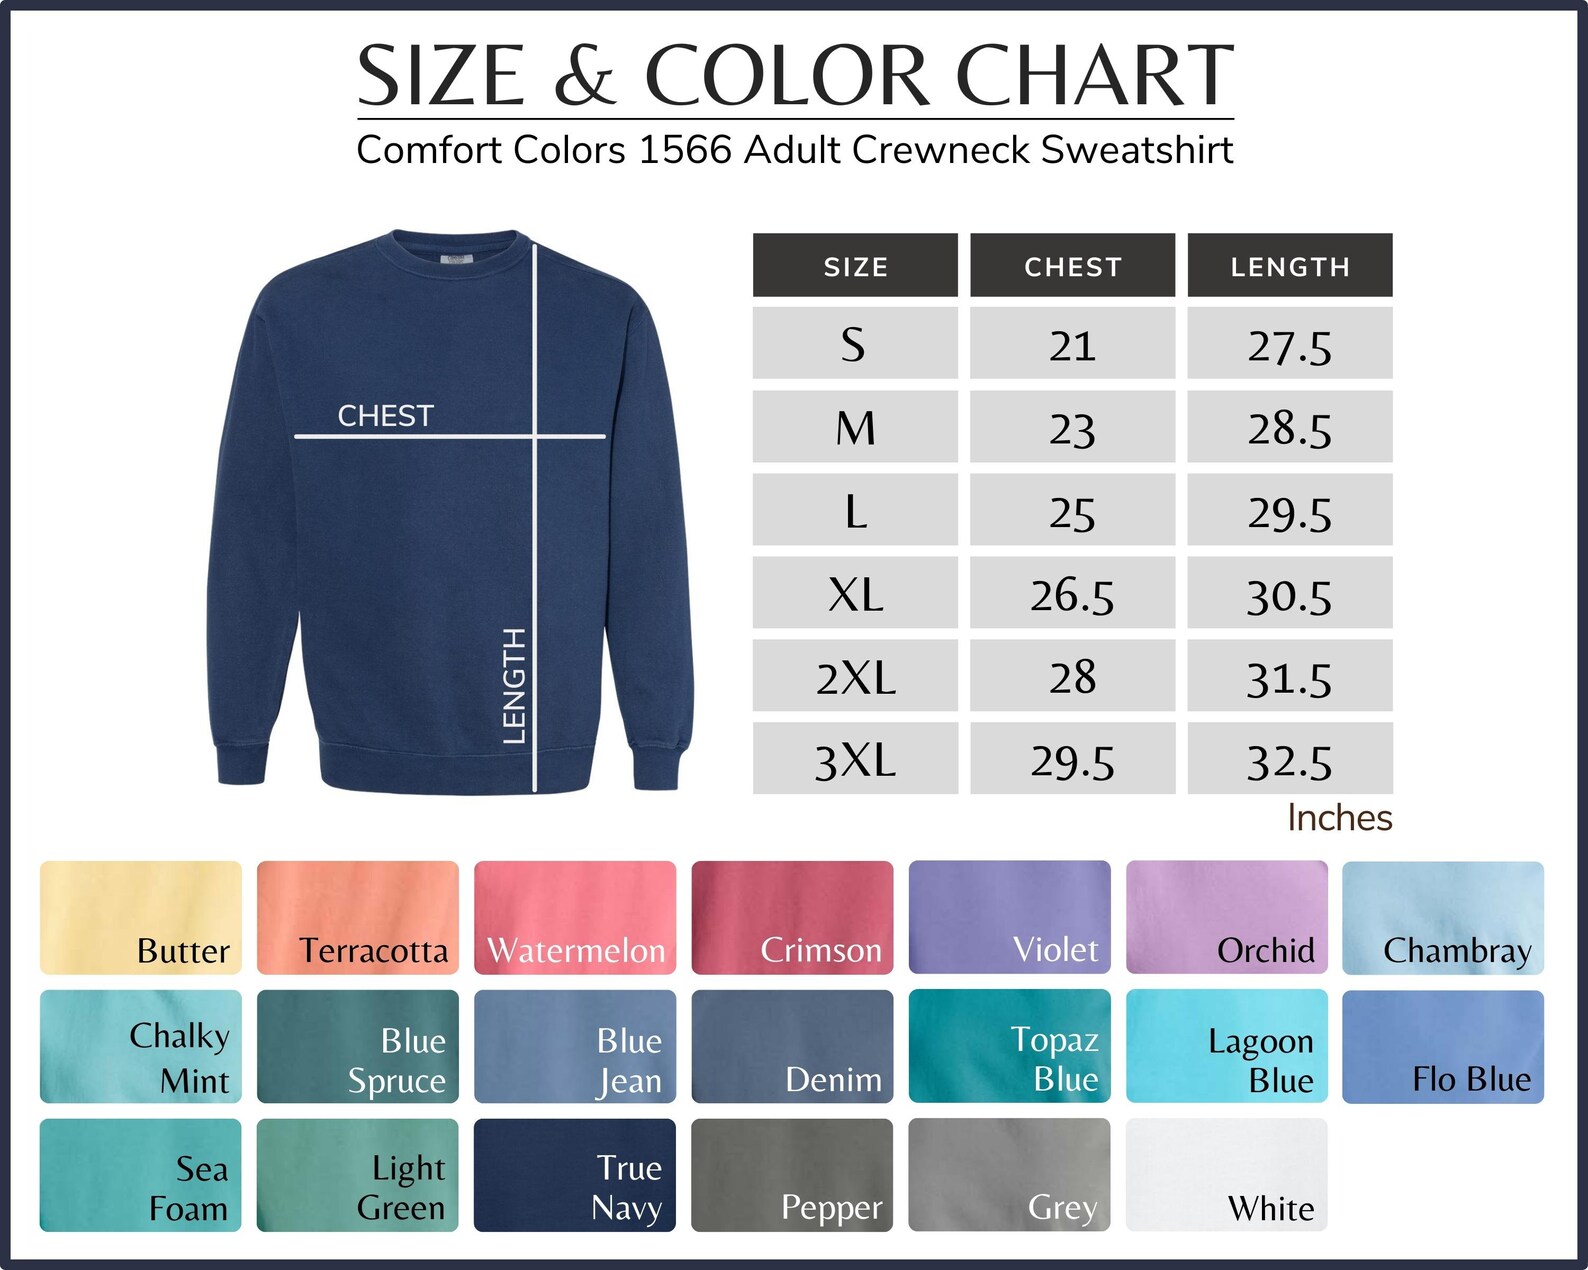 SIZE & COLOR CHART
Comfort Colors 1566 Adult Crewneck Sweatshirt
CHEST
LENGTH
SIZE CHEST LENGTH
S 21 27.5
M 23 28.5
L 25 29.5
XL 26.5 30.5
2XL 28 31.5
3XL 29.5 32.5
Inches
Butter
Terracotta
Watermelon
Crimson
Violet
Orchid
Chambray
Chalky
Mint
Blue
Spruce
Blue
Jean
Denim
Topaz
Blue
Lagoon
Blue
Flo Blue
Sea
Foam
Light
Green
True
Navy
Pepper
Grey
White